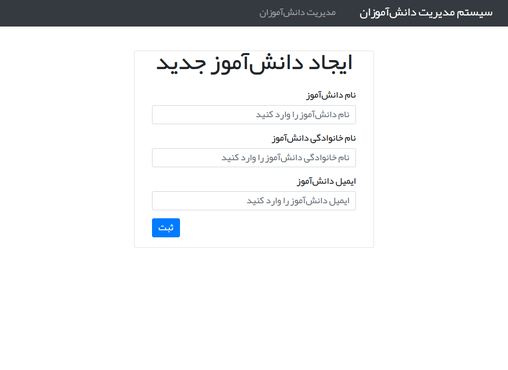 سیستم مدیریت دانش‌آموزان
مدیریت دانش‌آموزان
ایجاد دانش‌آموز جدید
نام دانش‌آموز
نام دانش‌آموز را وارد کنید
نام خانوادگی دانش‌آموز
نام خانوادگی دانش‌آموز را وارد کنید
ایمیل دانش‌آموز
ایمیل دانش‌آموز را وارد کنید
ثبت